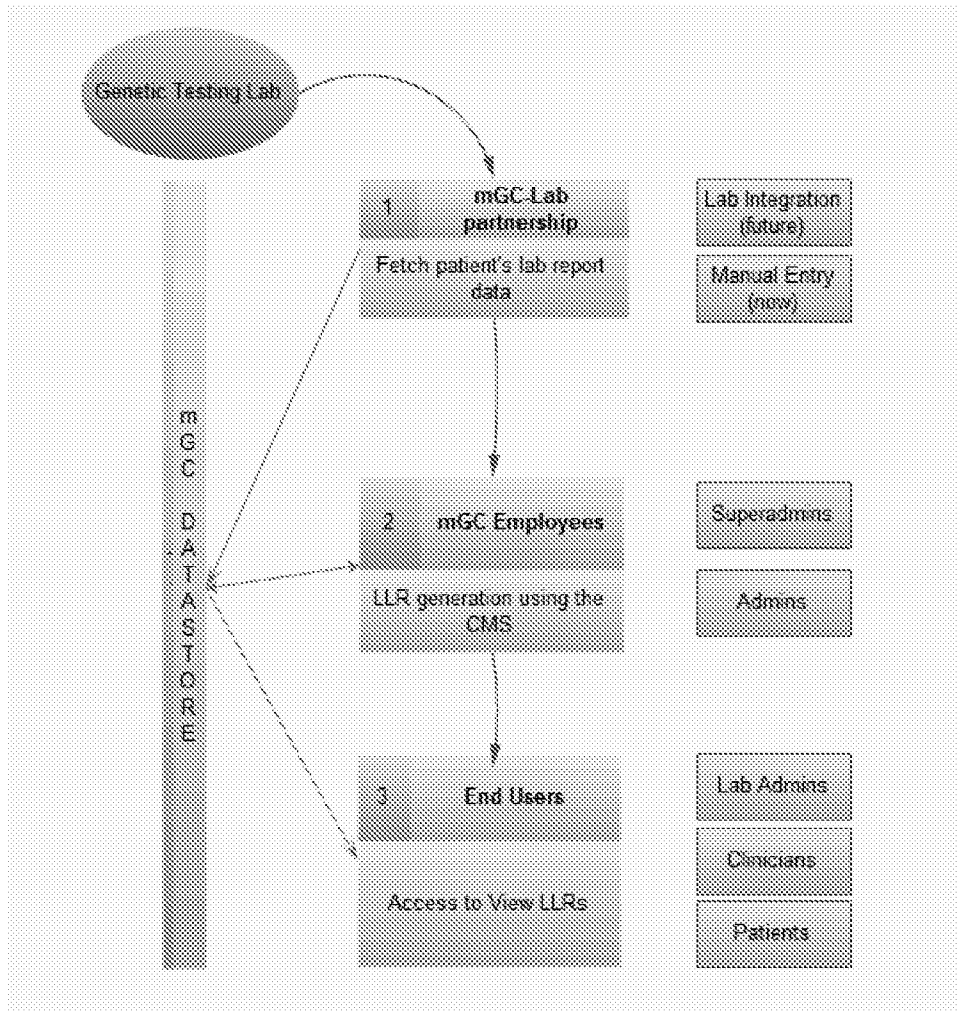 Genetic Testing Lab
1
mGC-Lab
partnership
Fetch patient's lab report
data
Lab Integration
(future)
Manual Entry
(now)
mGC DATASTORE
2
mGC Employees
LLR generation using the
CMS
Superadmins
Admins
3
End Users
Access to View LLRs
Lab Admins
Clinicians
Patients